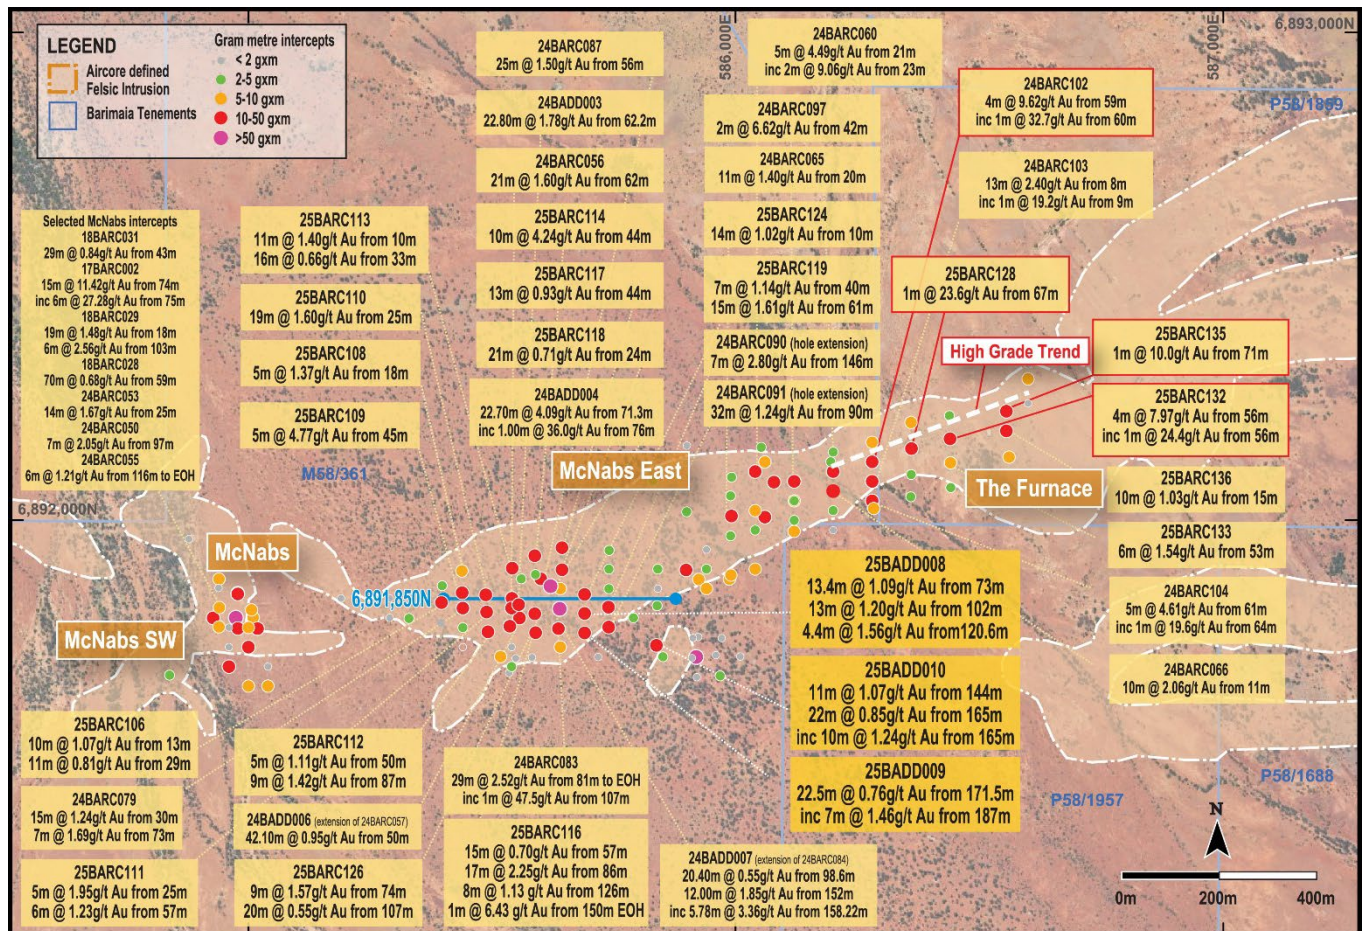 LEGEND
Aircore defined
Felsic Intrusion
Barimaia Tenements
Gram metre intercepts
< 2 gxm
2-5 gxm
5-10 gxm
10-50 gxm
>50 gxm
24BARC087
25m @ 1.50g/t Au from 56m
24BADD003
22.80m @ 1.78g/t Au from 62.2m
24BARC056
21m @ 1.60g/t Au from 62m
25BARC114
10m @ 4.24g/t Au from 44m
25BARC117
13m @ 0.93g/t Au from 44m
25BARC118
21m @ 0.71g/t Au from 24m
24BADD004
22.70m @ 4.09g/t Au from 71.3m
inc 1.00m @ 36.0g/t Au from 76m
586,000E
24BARC060
5m @ 4.49g/t Au from 21m
inc 2m @ 9.06g/t Au from 23m
24BARC097
2m @ 6.62g/t Au from 42m
24BARC065
11m @ 1.40g/t Au from 20m
25BARC124
14m @ 1.02g/t Au from 10m
25BARC119
7m @ 1.14g/t Au from 40m
15m @ 1.61g/t Au from 61m
24BARC090 (hole extension)
7m @ 2.80g/t Au from 146m
24BARC091 (hole extension)
32m @ 1.24g/t Au from 90m
587,000E
6,893,000N
P58/1859
24BARC102
4m @ 9.62g/t Au from 59m
inc 1m @ 32.7g/t Au from 60m
24BARC103
13m @ 2.40g/t Au from 8m
inc 1m @ 19.2g/t Au from 9m
25BARC128
1m @ 23.6g/t Au from 67m
High Grade Trend
25BARC135
1m @ 10.0g/t Au from 71m
25BARC132
4m @ 7.97g/t Au from 56m
inc 1m @ 24.4g/t Au from 56m
25BARC136
10m @ 1.03g/t Au from 15m
25BARC133
6m @ 1.54g/t Au from 53m
24BARC104
5m @ 4.61g/t Au from 61m
inc 1m @ 19.6g/t Au from 64m
24BARC066
10m @ 2.06g/t Au from 11m
Selected McNabs intercepts
18BARC031
29m @ 0.84g/t Au from 43m
17BARC002
15m @ 11.42g/t Au from 74m
inc 6m @ 27.28g/t Au from 75m
18BARC029
19m @ 1.48g/t Au from 18m
6m @ 2.56g/t Au from 103m
18BARC028
70m @ 0.68g/t Au from 59m
24BARC053
14m @ 1.67g/t Au from 25m
24BARC050
7m @ 2.05g/t Au from 97m
24BARC055
6m @ 1.21g/t Au from 116m to EOH
25BARC113
11m @ 1.40g/t Au from 10m
16m @ 0.66g/t Au from 33m
25BARC110
19m @ 1.60g/t Au from 25m
25BARC108
5m @ 1.37g/t Au from 18m
25BARC109
5m @ 4.77g/t Au from 45m
M58/361
6,892,000N
McNabs
McNabs SW
McNabs East
The Furnace
6,891,850N
25BADD008
13.4m @ 1.09g/t Au from 73m
13m @ 1.20g/t Au from 102m
4.4m @ 1.56g/t Au from120.6m
25BADD010
11m @ 1.07g/t Au from 144m
22m @ 0.85g/t Au from 165m
inc 10m @ 1.24g/t Au from 165m
25BADD009
22.5m @ 0.76g/t Au from 171.5m
inc 7m @ 1.46g/t Au from 187m
25BARC106
10m @ 1.07g/t Au from 13m
11m @ 0.81g/t Au from 29m
24BARC079
15m @ 1.24g/t Au from 30m
7m @ 1.69g/t Au from 73m
25BARC111
5m @ 1.95g/t Au from 25m
6m @ 1.23g/t Au from 57m
25BARC112
5m @ 1.11g/t Au from 50m
9m @ 1.42g/t Au from 87m
24BADD006 (extension of 24BARC057)
42.10m @ 0.95g/t Au from 50m
25BARC126
9m @ 1.57g/t Au from 74m
20m @ 0.55g/t Au from 107m
24BARC083
29m @ 2.52g/t Au from 81m to EOH
inc 1m @ 47.5g/t Au from 107m
25BARC116
15m @ 0.70g/t Au from 57m
17m @ 2.25g/t Au from 86m
8m @ 1.13 g/t Au from 126m
1m @ 6.43 g/t Au from 150m EOH
24BADD007 (extension of 24BARC084)
20.40m @ 0.55g/t Au from 98.6m
12.00m @ 1.85g/t Au from 152m
inc 5.78m @ 3.36g/t Au from 158.22m
P58/1957
P58/1688
N
0m
200m
400m